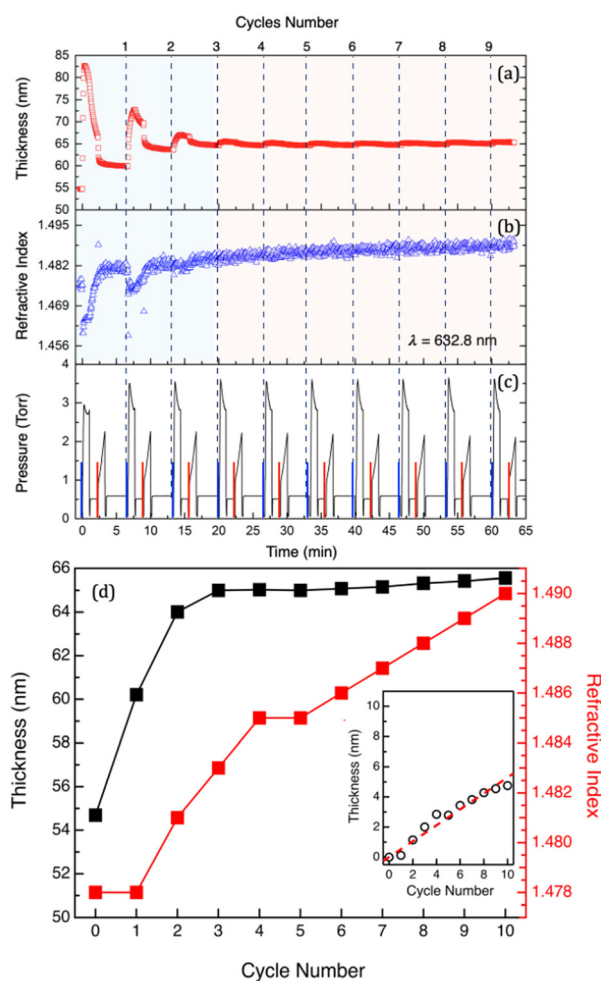 Cycles Number
1 2 3 4 5 6 7 8 9
(a)
Thickness (nm)
85
80
75
70
65
60
55
50
(b)
Refractive Index
1.495
1.482
1.469
1.456
λ = 632.8 nm
(c)
Pressure (Torr)
4
3
2
1
0
0 5 10 15 20 25 30 35 40 45 50 55 60 65
Time (min)
(d)
Thickness (nm)
66
64
62
60
58
56
54
52
50
Refractive Index
1.490
1.488
1.486
1.484
1.482
1.480
1.478
Thickness (nm)
10
8
6
4
2
0
0 2 4 6 8 10
Cycle Number
0 1 2 3 4 5 6 7 8 9 10
Cycle Number